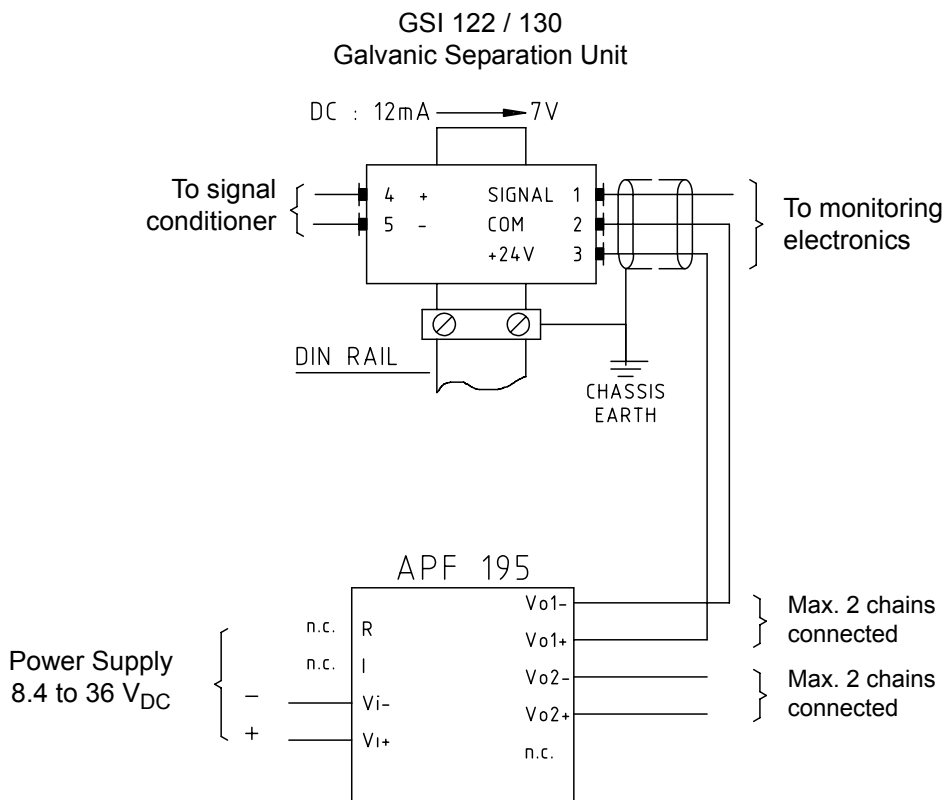 GSI 122 / 130
Galvanic Separation Unit
DC : 12mA 7V
To signal
conditioner
4 + SIGNAL 1
5 - COM 2
+24V 3
To monitoring
electronics
DIN RAIL
CHASSIS
EARTH
APF 195
Power Supply
8.4 to 36 VDC
n.c. R
n.c. I
− Vi-
+ Vi+
Vo1-
Vo1+
Vo2-
Vo2+
n.c.
Max. 2 chains
connected
Max. 2 chains
connected